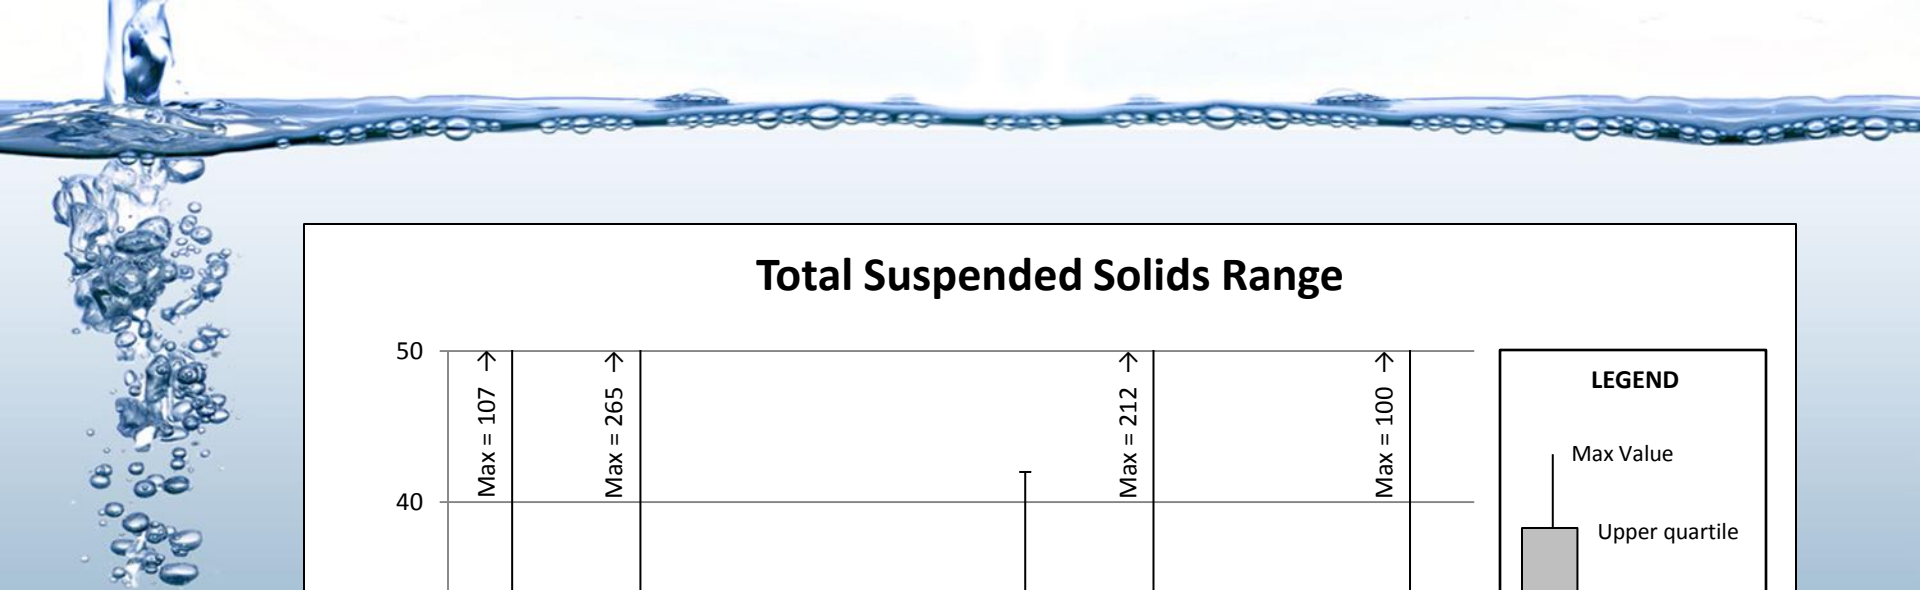 Total Suspended Solids Range
50
40
Max = 107 →
Max = 265 →
Max = 212 →
Max = 100 →
LEGEND
Max Value
Upper quartile